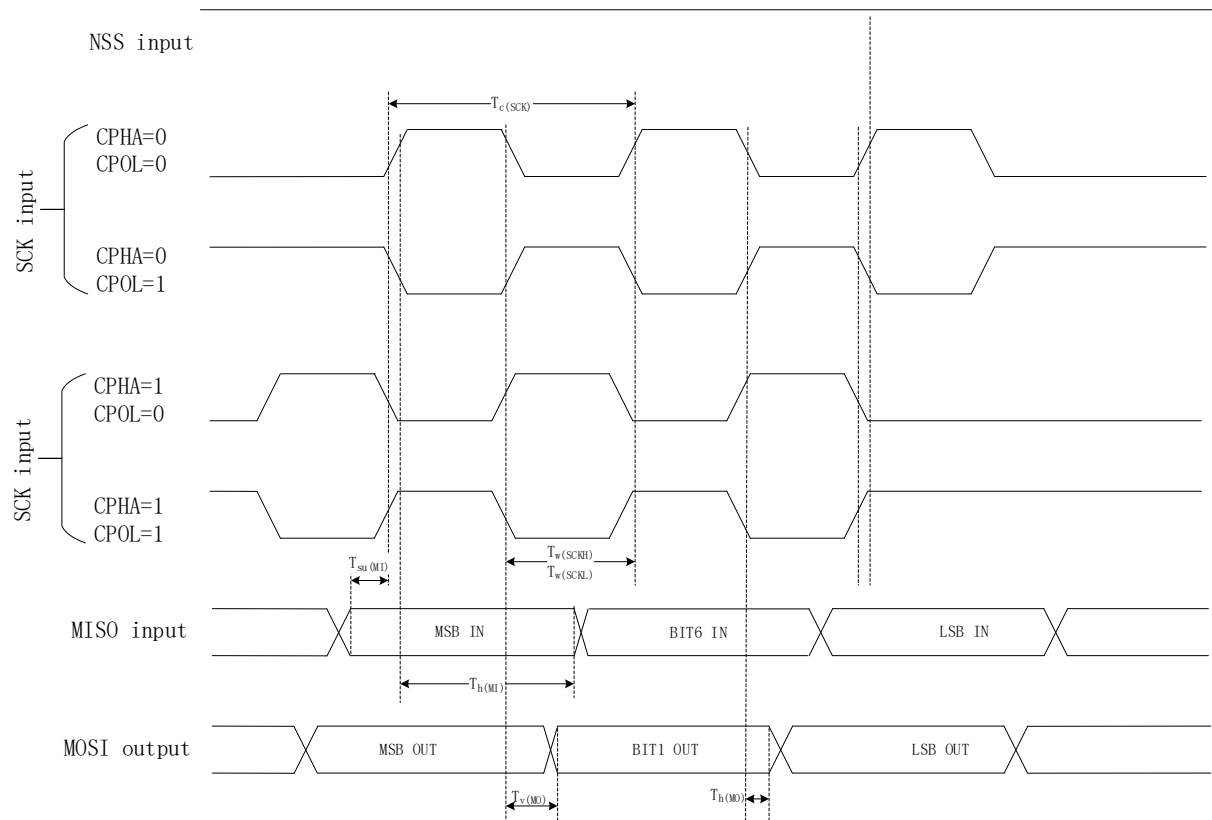 NSS input
Tc(SCK)
CPHA=0
CPOL=0
SCK input
CPHA=0
CPOL=1
CPHA=1
CPOL=0
SCK input
CPHA=1
CPOL=1
Tw(SCKH)
Tw(SCKL)
Tsu(MI)
MISO input
MSB IN
BIT6 IN
LSB IN
Th(MI)
MOSI output
MSB OUT
BIT1 OUT
LSB OUT
Tv(MO)
Th(MO)